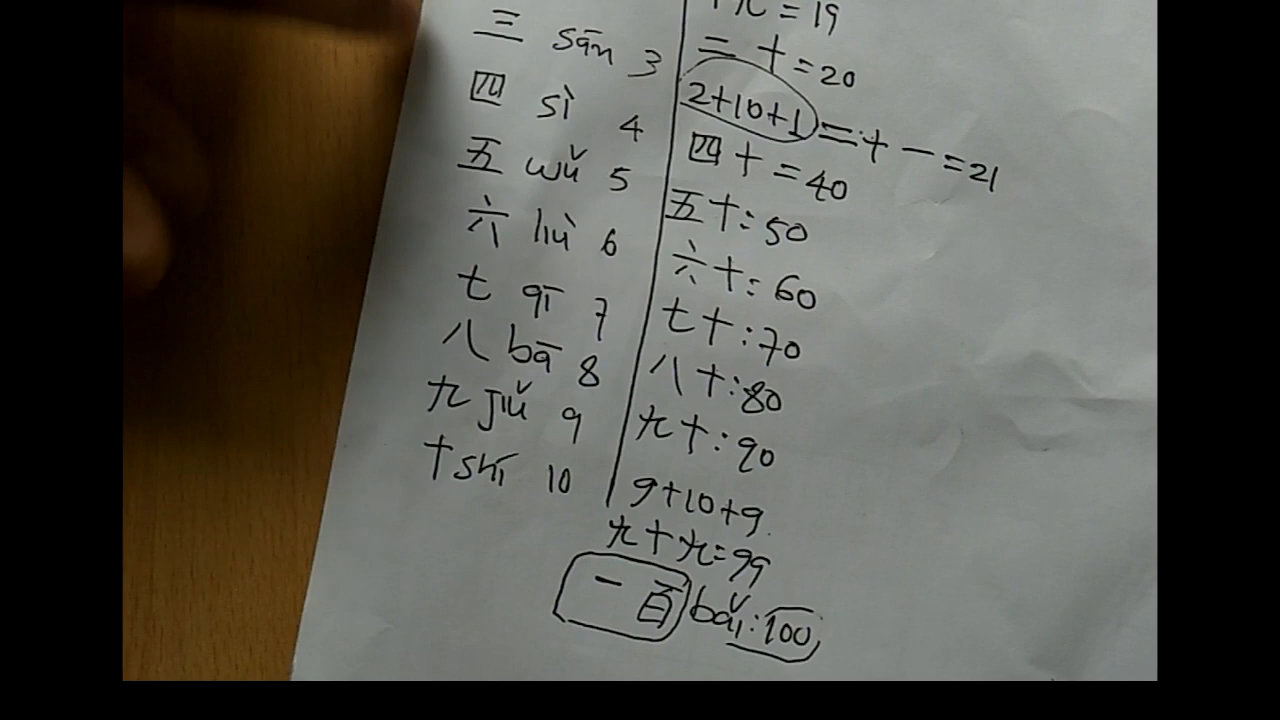 三 sān 3
四 sì 4
五 wǔ 5
六 liù 6
七 qī 7
八 bā 8
九 jiǔ 9
十 shí 10
十九=19
二十=20
2+10+1 二十一=21
四十=40
五十:50
六十:60
七十:70
八十:80
九十:90
9+10+9
九十九=99
一百 bǎi:100